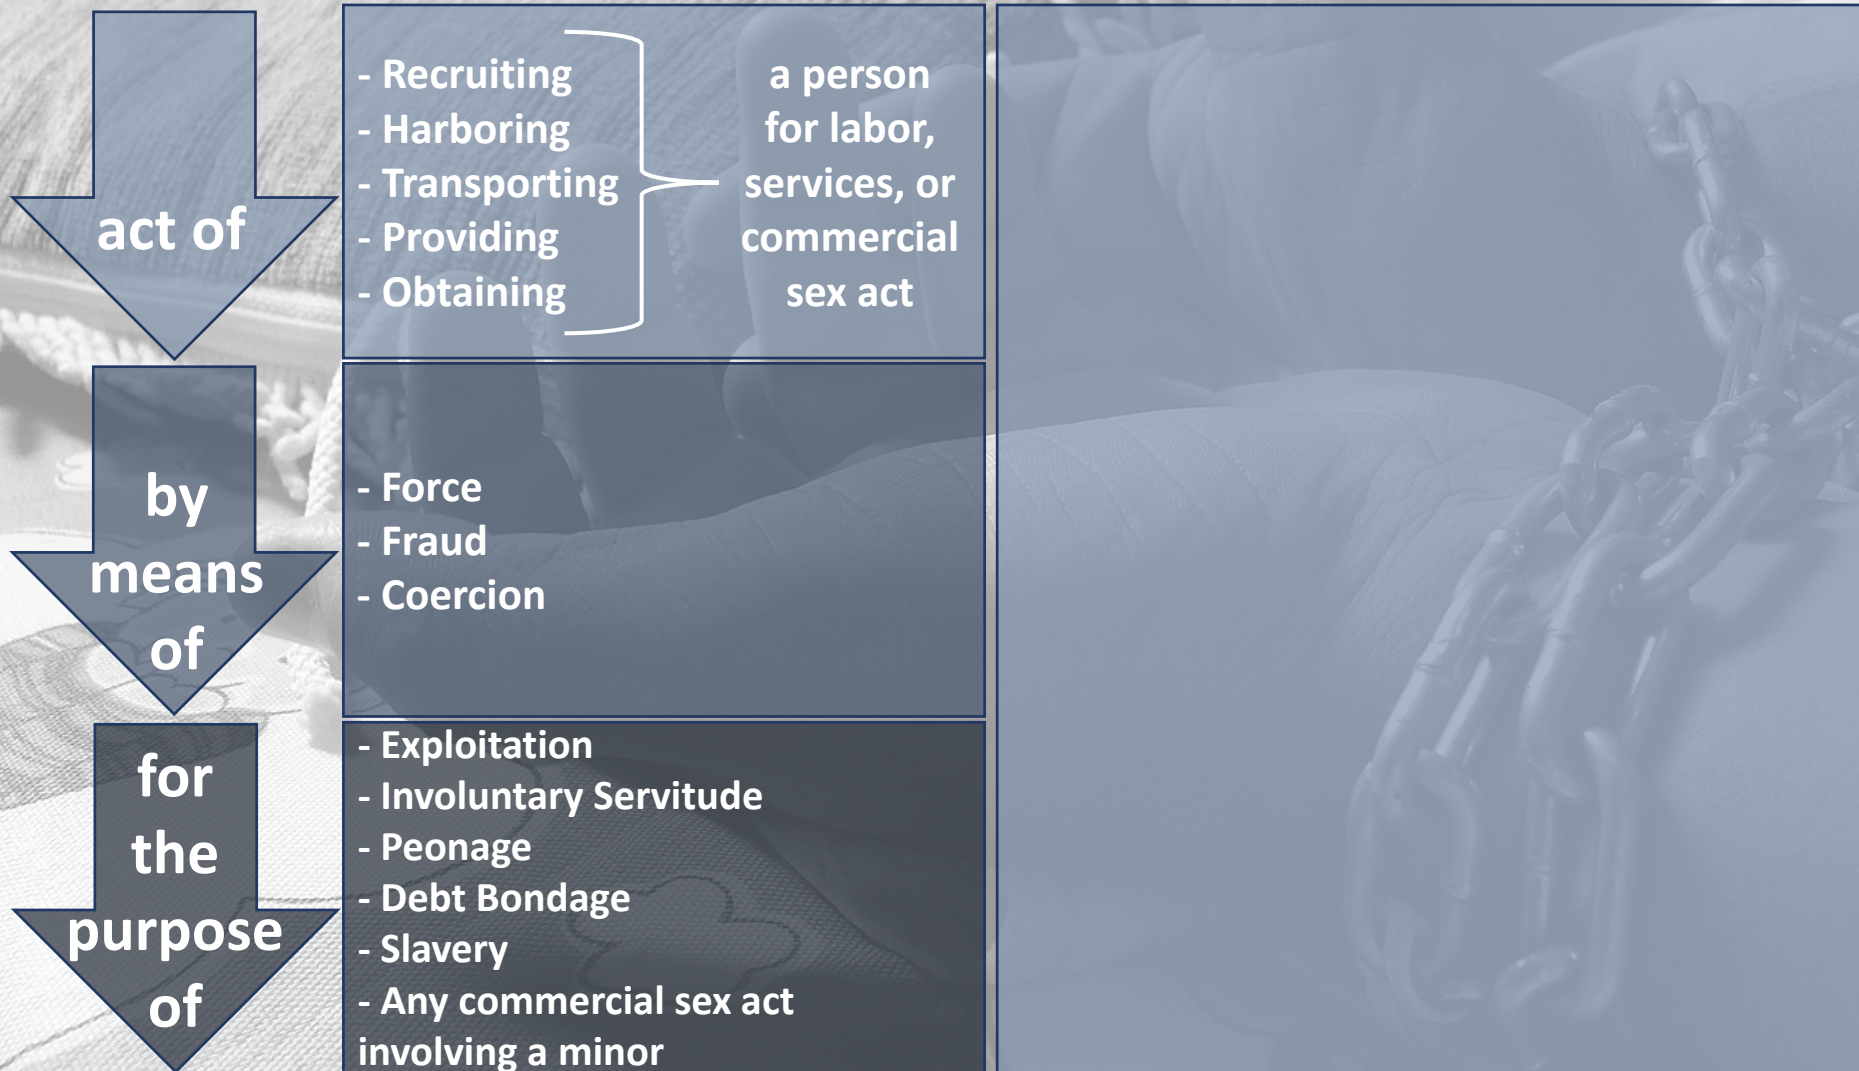 act of
- Recruiting
- Harboring
- Transporting
- Providing
- Obtaining
a person
for labor,
services, or
commercial
sex act
by
means
of
- Force
- Fraud
- Coercion
for
the
purpose
of
- Exploitation
- Involuntary Servitude
- Peonage
- Debt Bondage
- Slavery
- Any commercial sex act
involving a minor